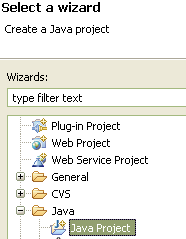 Select a wizard
Create a Java project
Wizards:
type filter text
Plug-in Project
Web Project
Web Service Project
General
CVS
Java
Java Project